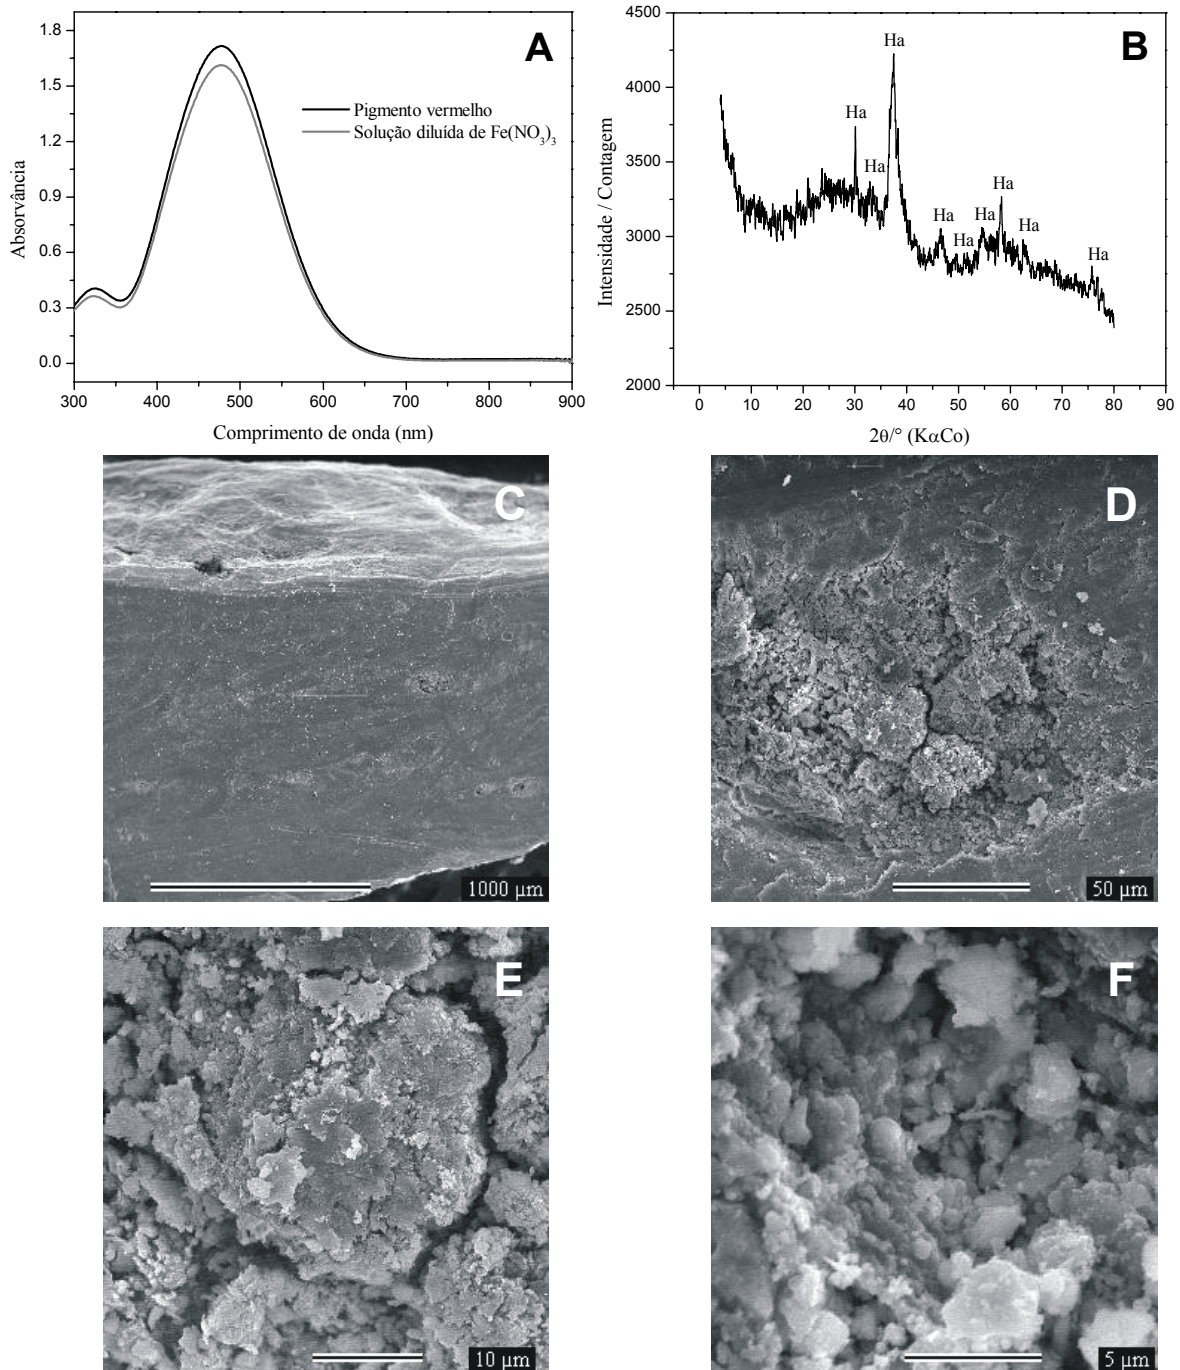 A
1.8
1.5
1.2
0.9
0.6
0.3
0.0
Absorvância
Pigmento vermelho
Solução diluída de Fe(NO3)3
300 400 500 600 700 800 900
Comprimento de onda (nm)
B
4500
4000
3500
3000
2500
2000
Intensidade / Contagem
Ha
Ha
Ha
Ha
Ha
Ha
Ha
Ha
Ha
0 10 20 30 40 50 60 70 80 90
2θ/° (KαCo)
C
1000 µm
D
50 µm
E
10 µm
F
5 µm